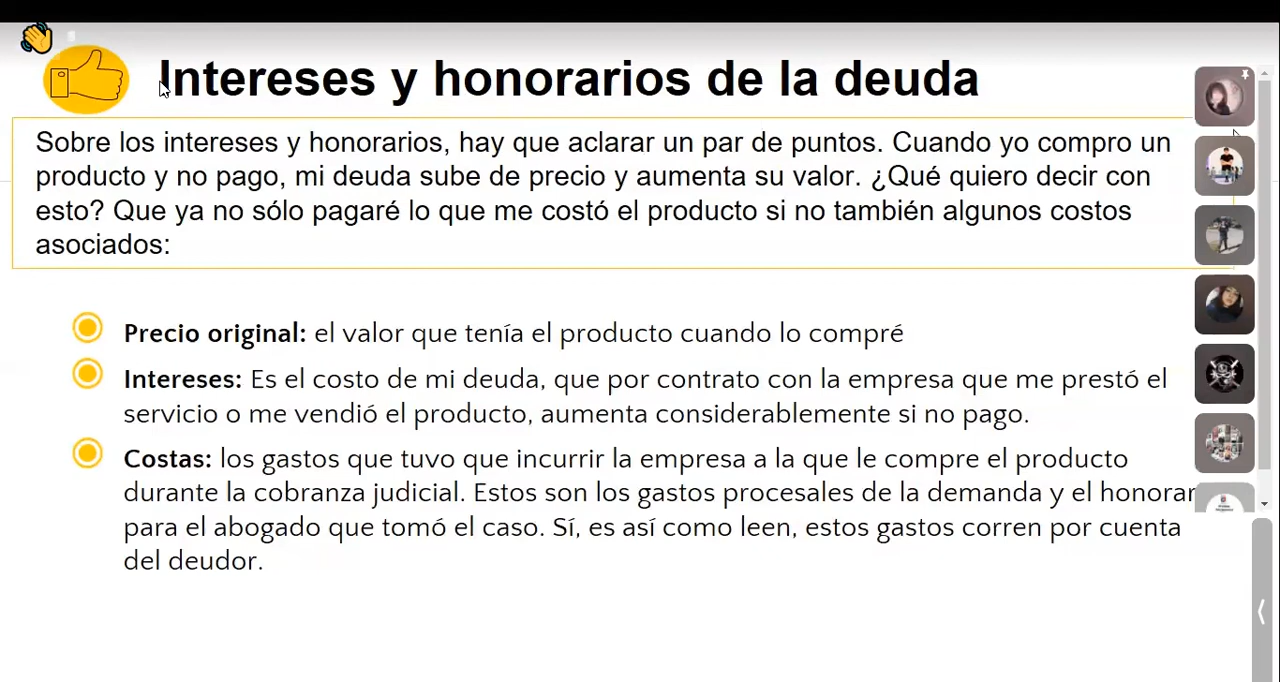 Intereses y honorarios de la deuda
Sobre los intereses y honorarios, hay que aclarar un par de puntos. Cuando yo compro un
producto y no pago, mi deuda sube de precio y aumenta su valor. ¿Qué quiero decir con
esto? Que ya no sólo pagaré lo que me costó el producto si no también algunos costos
asociados:
Precio original: el valor que tenía el producto cuando lo compré
Intereses: Es el costo de mi deuda, que por contrato con la empresa que me prestó el
servicio o me vendió el producto, aumenta considerablemente si no pago.
Costas: los gastos que tuvo que incurrir la empresa a la que le compre el producto
durante la cobranza judicial. Estos son los gastos procesales de la demanda y el honorar
para el abogado que tomó el caso. Sí, es así como leen, estos gastos corren por cuenta
del deudor.